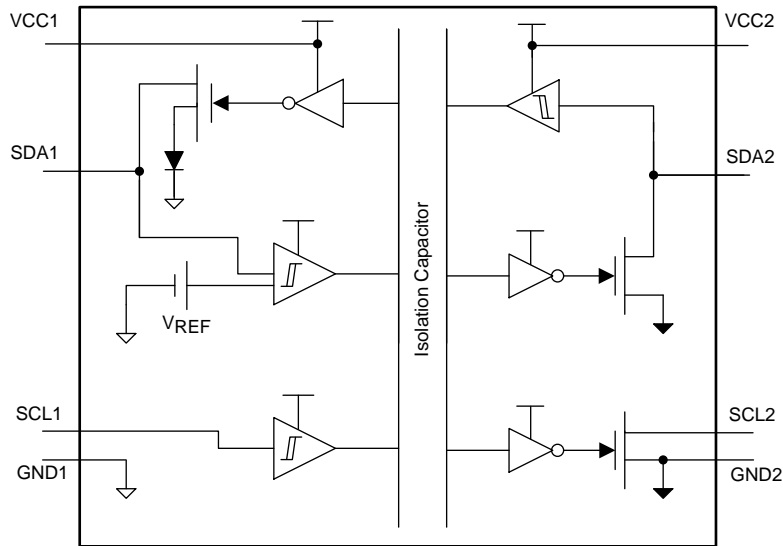 VCC1
VCC2
SDA1
SDA2
Isolation Capacitor
VREF
SCL1
SCL2
GND1
GND2